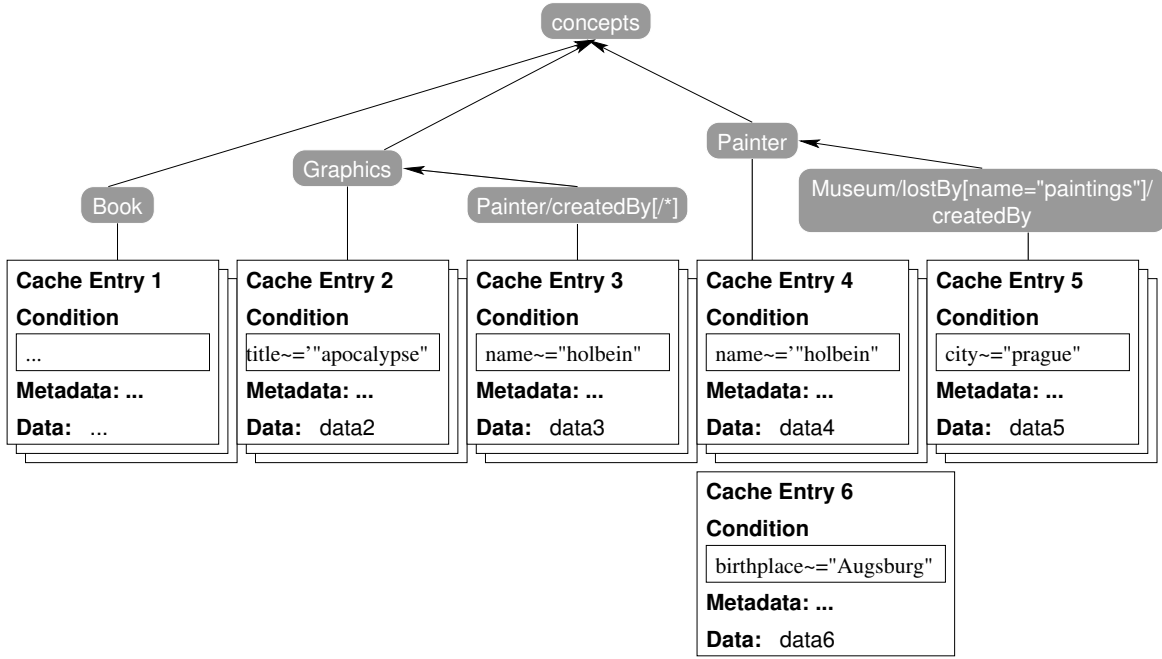 concepts
Painter
Graphics
Museum/lostBy[name="paintings"]/
createdBy
Book
Painter/createdBy[/*]
Cache Entry 1
Condition
...
Metadata: ...
Data: ...
Cache Entry 2
Condition
title~='"apocalypse"
Metadata: ...
Data: data2
Cache Entry 3
Condition
name~="holbein"
Metadata: ...
Data: data3
Cache Entry 4
Condition
name~='"holbein"
Metadata: ...
Data: data4
Cache Entry 5
Condition
city~="prague"
Metadata: ...
Data: data5
Cache Entry 6
Condition
birthplace~="Augsburg"
Metadata: ...
Data: data6